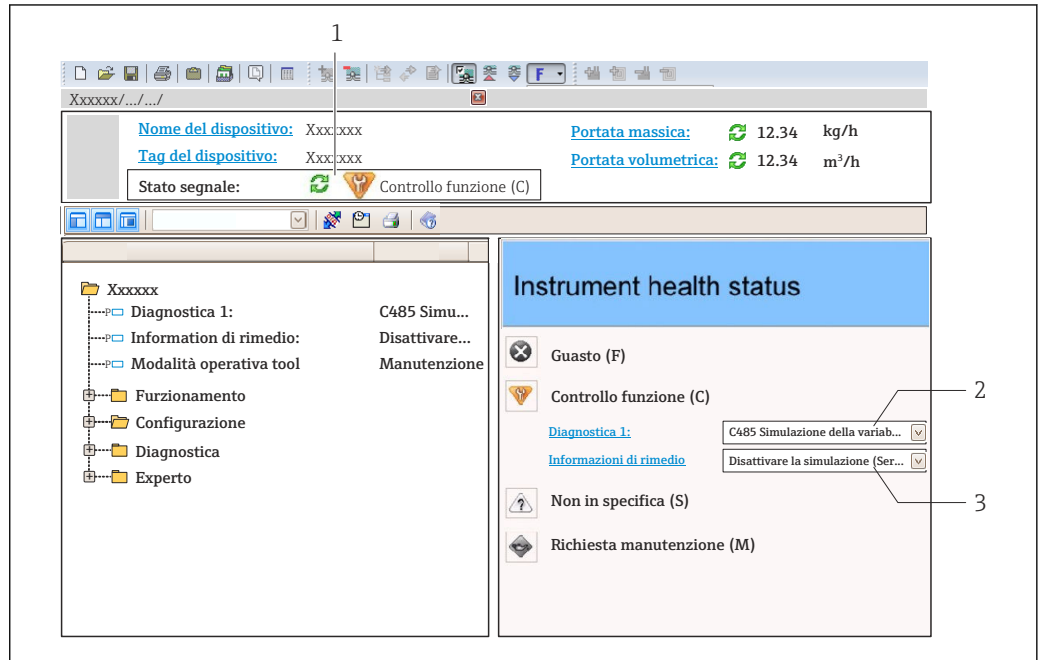 1
F
Xxxxxx/.../.../
Nome del dispositivo: Xxxxxxx Portata massica: 12.34 kg/h
Tag del dispositivo: Xxxxxxx Portata volumetrica: 12.34 m³/h
Stato segnale: Controllo funzione (C)
Xxxxxx
P Diagnostica 1: C485 Simu...
P Information di rimedio: Disattivare...
P Modalità operativa tool Manutenzione
Furzionamento
Configurazione
Diagnostica
Experto
Instrument health status
Guasto (F)
Controllo funzione (C)
2
Diagnostica 1: C485 Simulazione della variab...
Informazioni di rimedio Disattivare la simulazione (Ser...
3
Non in specifica (S)
Richiesta manutenzione (M)